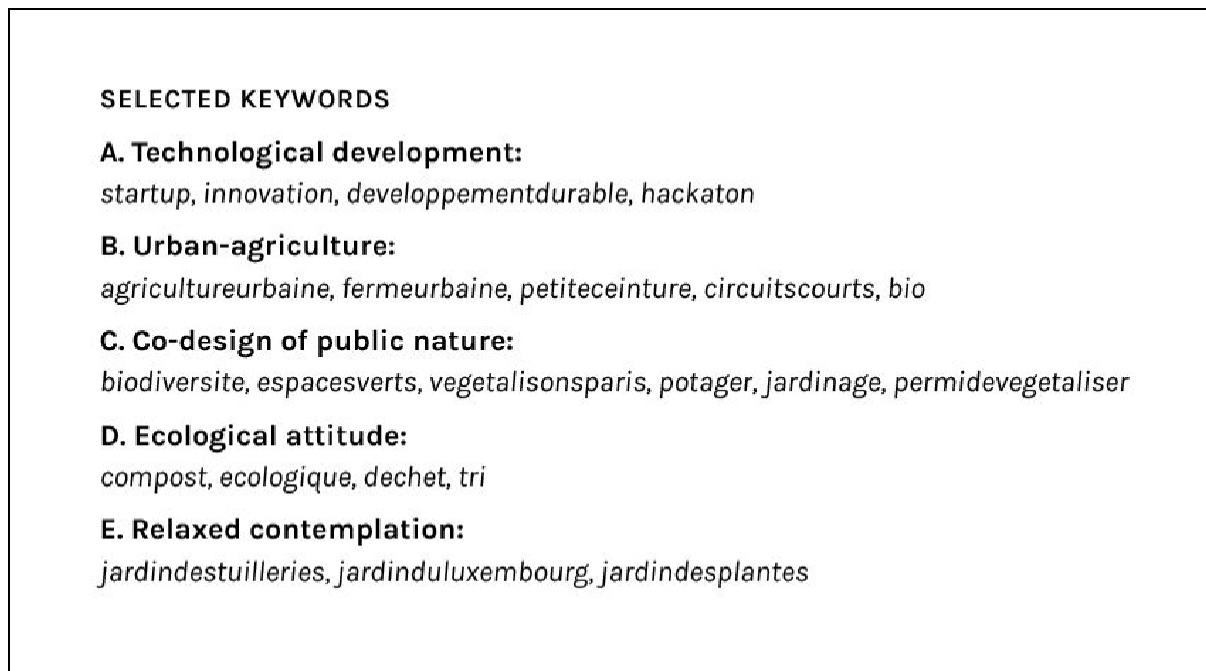 SELECTED KEYWORDS
A. Technological development:
startup, innovation, developpementdurable, hackaton
B. Urban-agriculture:
agricultureurbaine, fermeurbaine, petiteceinture, circuitscourts, bio
C. Co-design of public nature:
biodiversite, espacesverts, vegetalisonsparis, potager, jardinage, permidevegetaliser
D. Ecological attitude:
compost, ecologique, dechet, tri
E. Relaxed contemplation:
jardindestuilleries, jardinduluxembourg, jardindesplantes